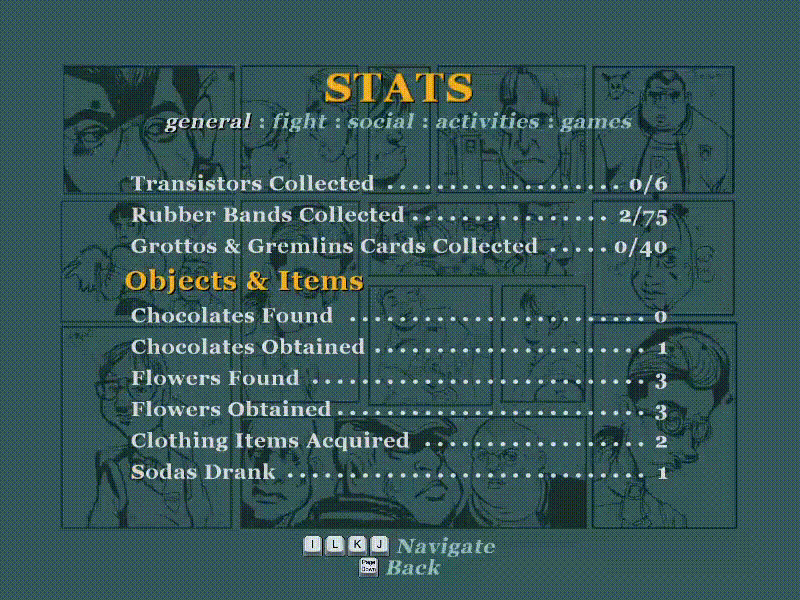 STATS
general : fight : social : activities : games
Transistors Collected ................... 0/6
Rubber Bands Collected ................ 2/75
Grottos & Gremlins Cards Collected ..... 0/40
Objects & Items
Chocolates Found ........................ 0
Chocolates Obtained ...................... 1
Flowers Found ............................ 3
Flowers Obtained ......................... 3
Clothing Items Acquired .................. 2
Sodas Drank .............................. 1
I L K J Navigate
Page Down Back